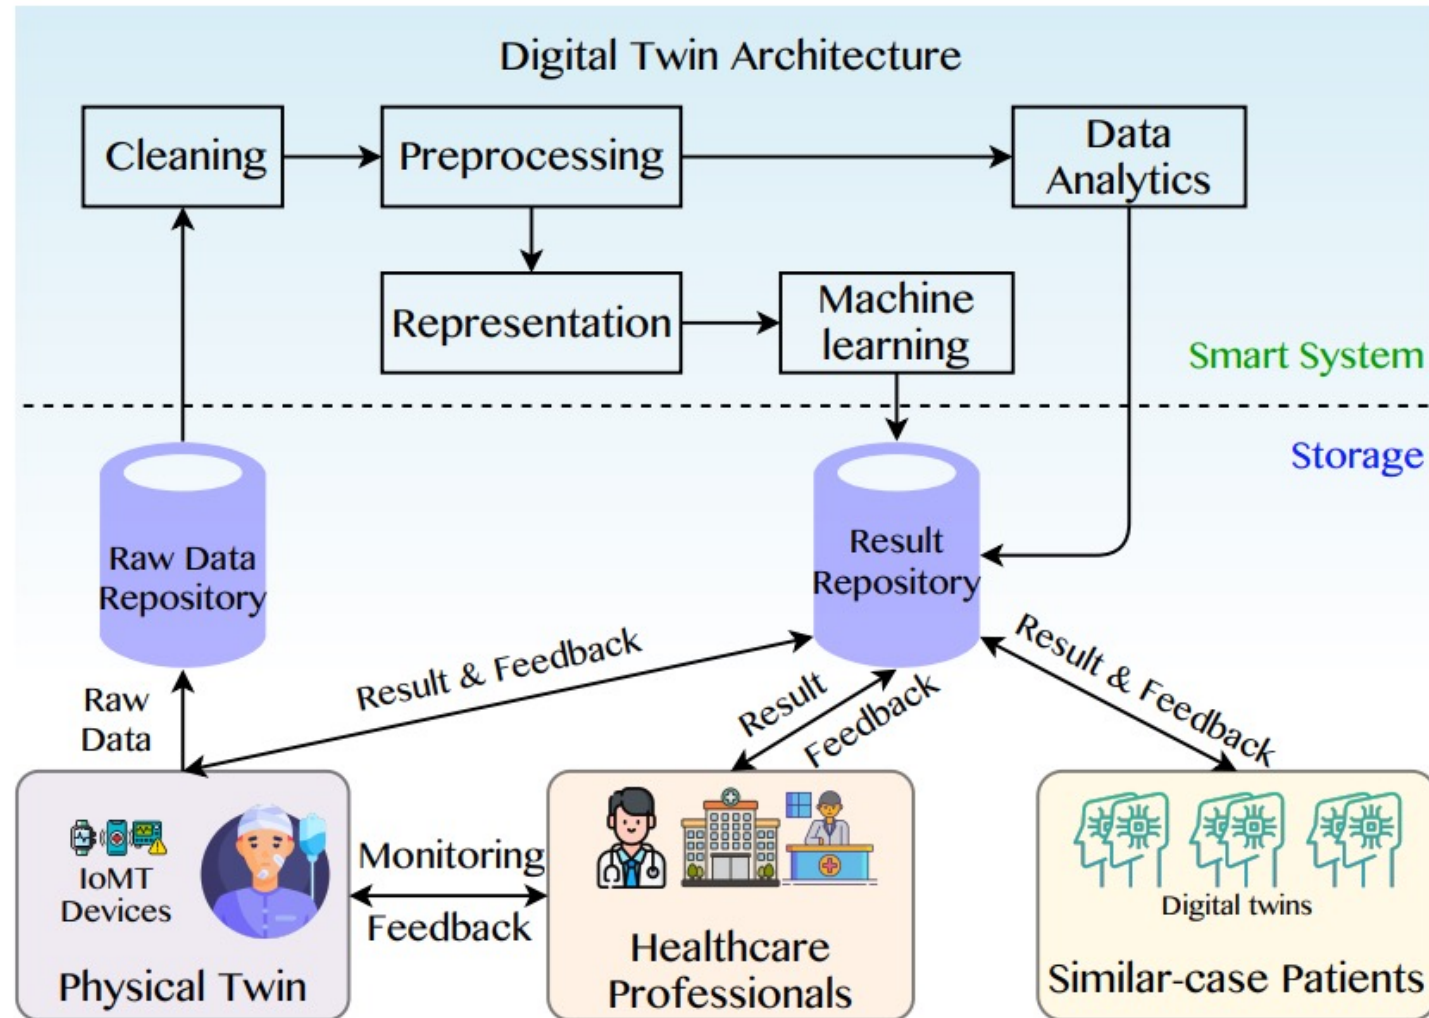 Digital Twin Architecture
Cleaning
Preprocessing
Data
Analytics
Representation
Machine
learning
Smart System
Storage
Raw Data
Repository
Result
Repository
Raw
Data
Result & Feedback
Result
Feedback
Result & Feedback
IoMT
Devices
Physical Twin
Monitoring
Feedback
Healthcare
Professionals
Digital twins
Similar-case Patients